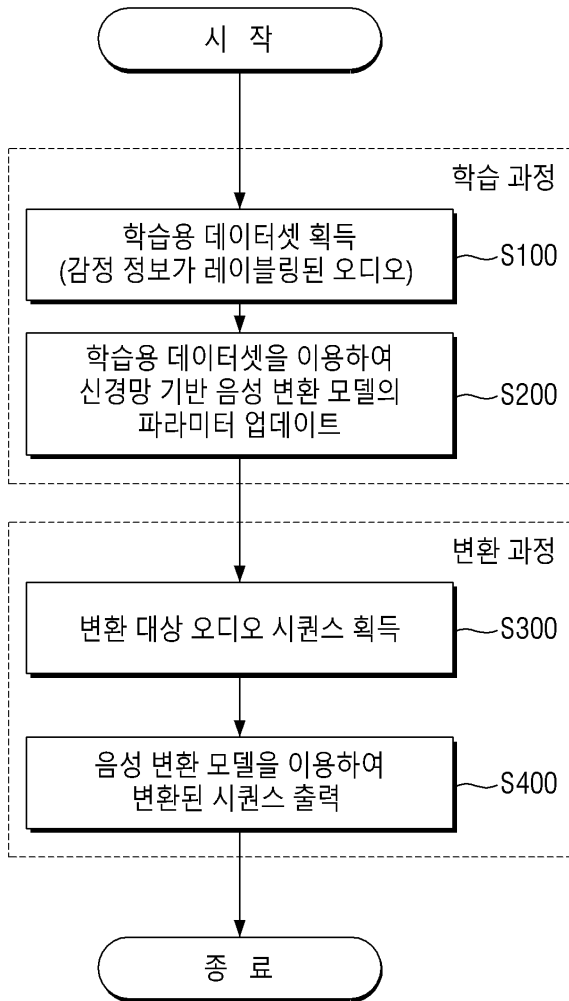 시 작
학습 과정
학습용 데이터셋 획득
(감정 정보가 레이블링된 오디오)
S100
학습용 데이터셋을 이용하여
신경망 기반 음성 변환 모델의
파라미터 업데이트
S200
변환 과정
변환 대상 오디오 시퀀스 획득
S300
음성 변환 모델을 이용하여
변환된 시퀀스 출력
S400
종 료